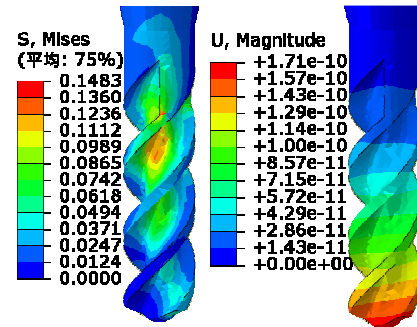 S, Mises
(平均: 75%)
0.1483
0.1360
0.1236
0.1112
0.0989
0.0865
0.0742
0.0618
0.0494
0.0371
0.0247
0.0124
0.0000
U, Magnitude
+1.71e-10
+1.57e-10
+1.43e-10
+1.29e-10
+1.14e-10
+1.00e-10
+8.57e-11
+7.15e-11
+5.72e-11
+4.29e-11
+2.86e-11
+1.43e-11
+0.00e+00